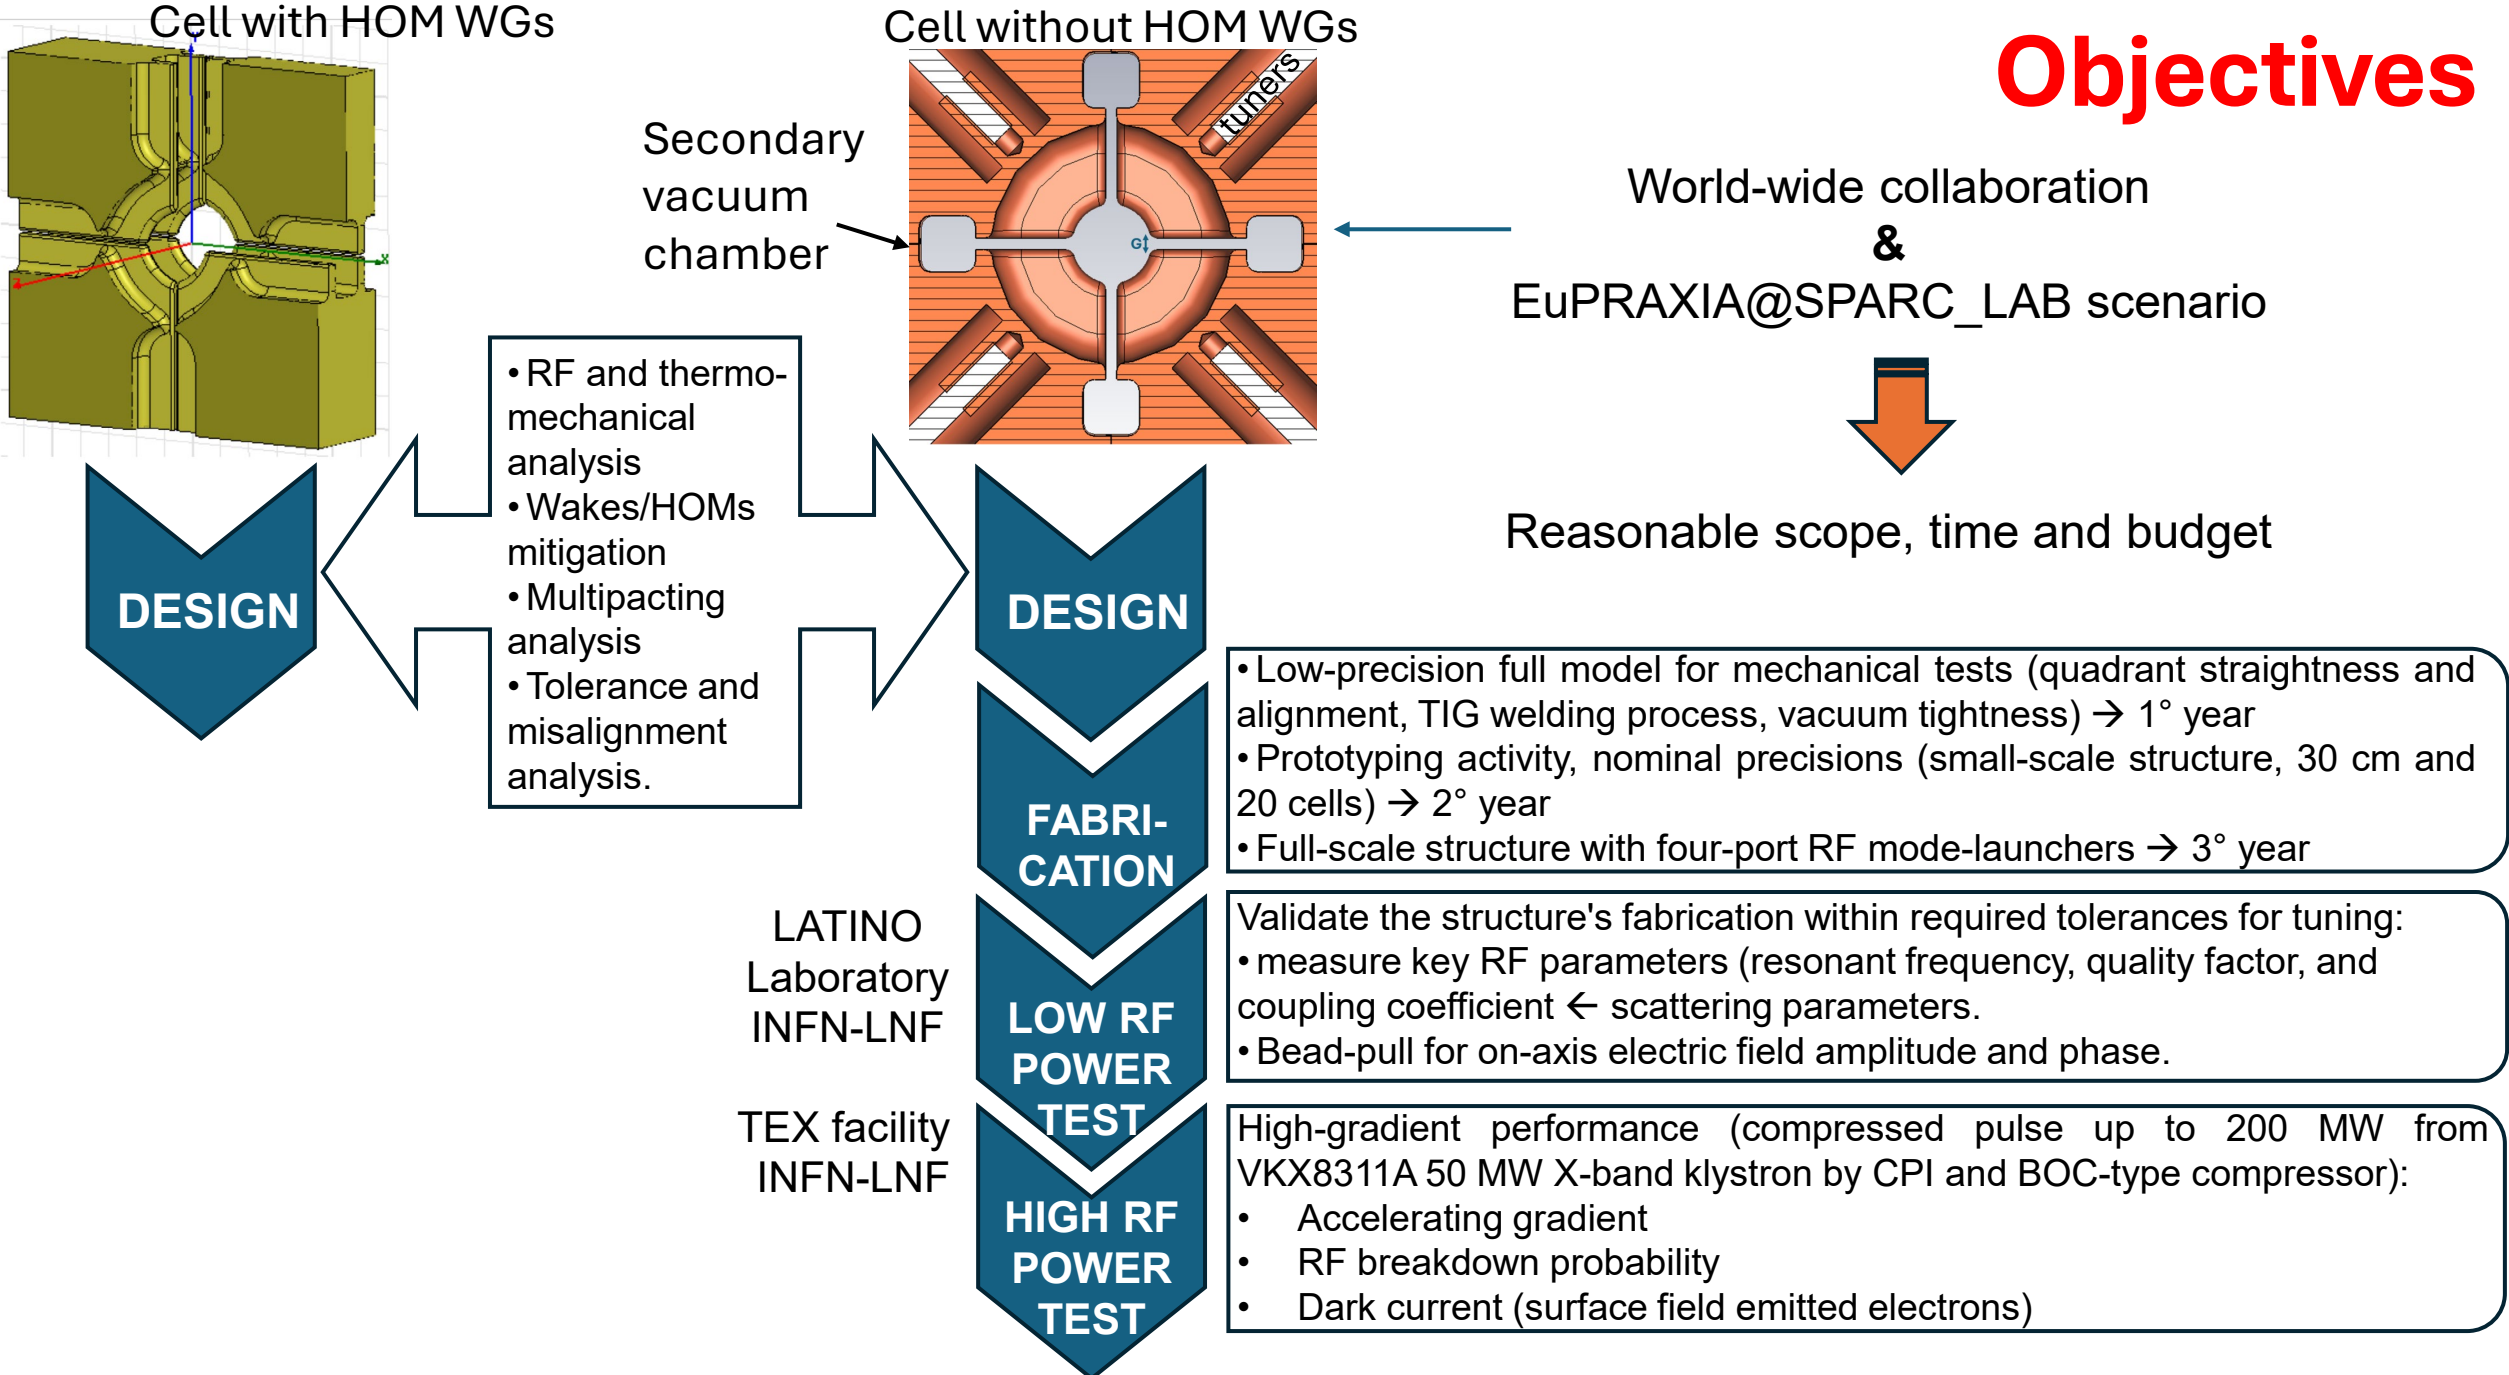 Cell with HOM WGs
Cell without HOM WGs
Objectives
tuners
Secondary
vacuum
chamber
G
X
World-wide collaboration
&
EuPRAXIA@SPARC_LAB scenario
Reasonable scope, time and budget
• RF and thermo-
mechanical
analysis
• Wakes/HOMs
mitigation
• Multipacting
analysis
• Tolerance and
misalignment
analysis.
DESIGN
DESIGN
• Low-precision full model for mechanical tests (quadrant straightness and
alignment, TIG welding process, vacuum tightness) → 1° year
• Prototyping activity, nominal precisions (small-scale structure, 30 cm and
20 cells) → 2° year
• Full-scale structure with four-port RF mode-launchers → 3° year
FABRI-
CATION
LATINO
Laboratory
INFN-LNF
LOW RF
POWER
TEST
Validate the structure's fabrication within required tolerances for tuning:
• measure key RF parameters (resonant frequency, quality factor, and
coupling coefficient ← scattering parameters.
• Bead-pull for on-axis electric field amplitude and phase.
TEX facility
INFN-LNF
HIGH RF
POWER
TEST
High-gradient performance (compressed pulse up to 200 MW from
VKX8311A 50 MW X-band klystron by CPI and BOC-type compressor):
• Accelerating gradient
• RF breakdown probability
• Dark current (surface field emitted electrons)